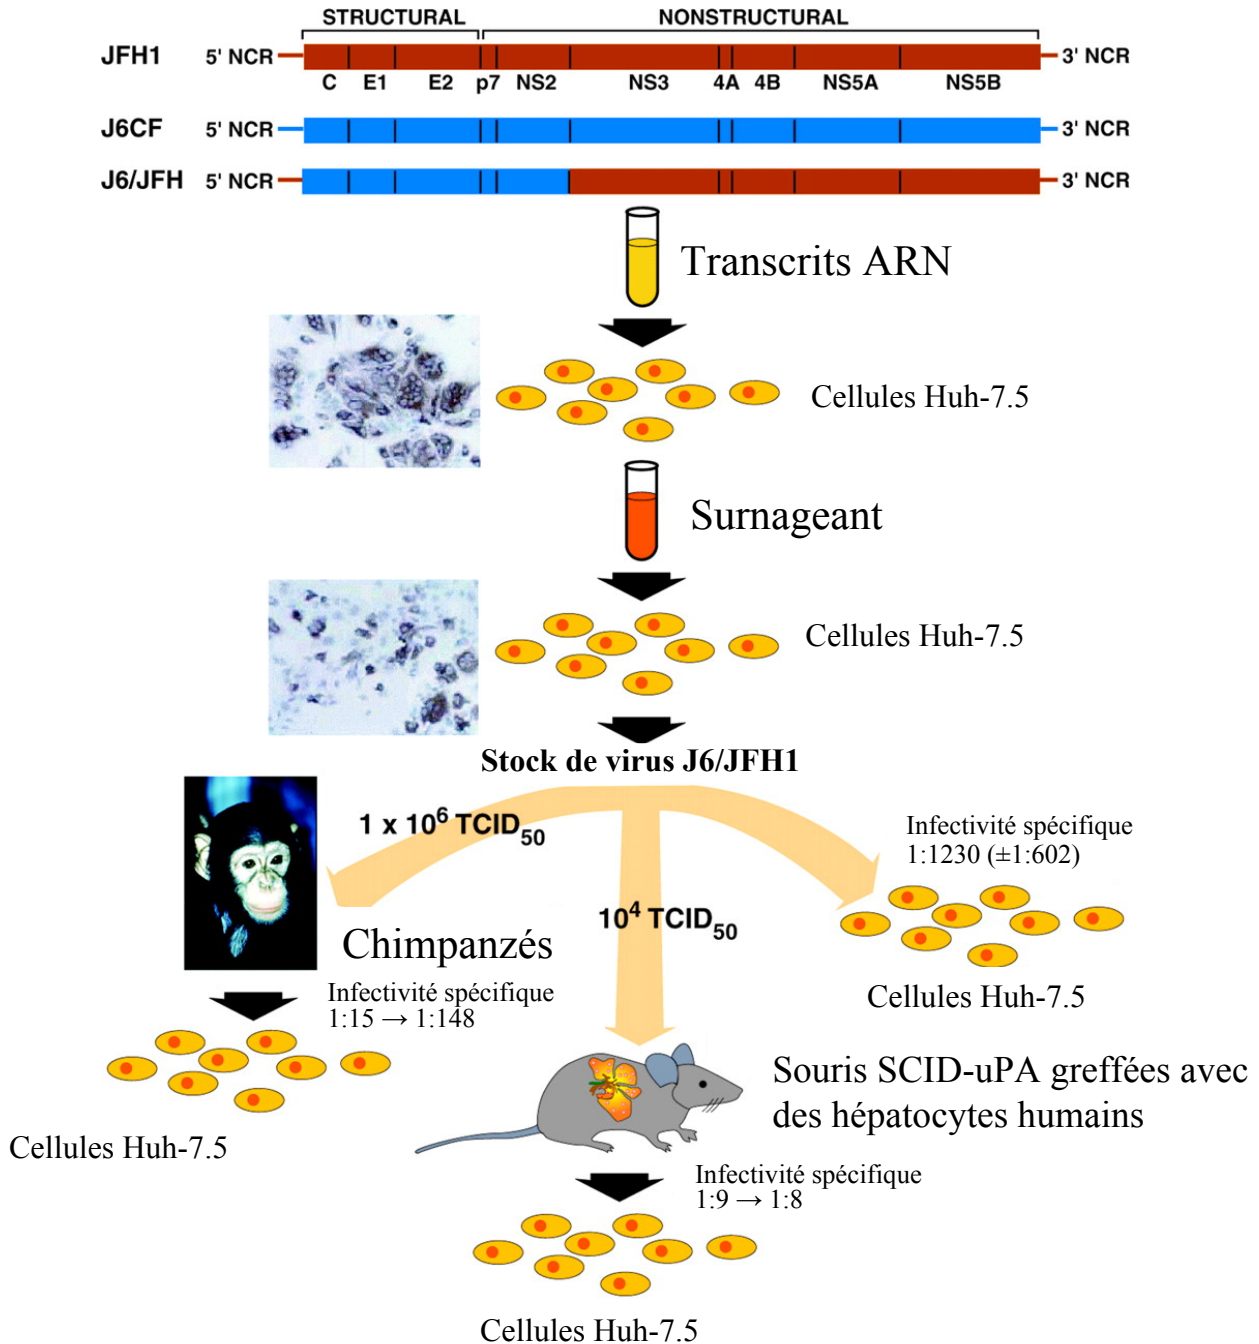 STRUCTURAL NONSTRUCTURAL
JFH1 5' NCR 3' NCR
C E1 E2 p7 NS2 NS3 4A 4B NS5A NS5B
J6CF 5' NCR 3' NCR
J6/JFH 5' NCR 3' NCR
Transcrits ARN
Cellules Huh-7.5
Surnageant
Cellules Huh-7.5
Stock de virus J6/JFH1
1 x 10⁶ TCID₅₀
10⁴ TCID₅₀
Infectivité spécifique
1:1230 (±1:602)
Cellules Huh-7.5
Chimpanzés
Infectivité spécifique
1:15 → 1:148
Cellules Huh-7.5
Souris SCID-uPA greffées avec
des hépatocytes humains
Infectivité spécifique
1:9 → 1:8
Cellules Huh-7.5